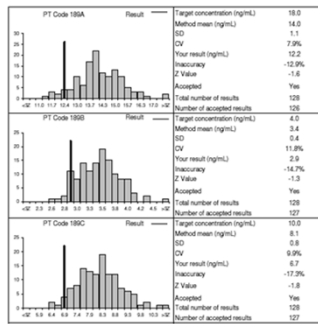 PT Code 189A Result
Target concentration (ng/mL) 18.0
Method mean (ng/mL) 14.0
SD 1.1
CV 7.9%
Your result (ng/mL) 12.2
Inaccuracy -12.9%
Z Value -1.6
Accepted Yes
Total number of results 128
Number of accepted results 126
PT Code 189B Result
Target concentration (ng/mL) 4.0
Method mean (ng/mL) 3.4
SD 0.4
CV 11.8%
Your result (ng/mL) 2.9
Inaccuracy -14.7%
Z Value -1.3
Accepted Yes
Total number of results 128
Number of accepted results 127
PT Code 189C Result
Target concentration (ng/mL) 10.0
Method mean (ng/mL) 8.1
SD 0.8
CV 9.9%
Your result (ng/mL) 6.7
Inaccuracy -17.3%
Z Value -1.8
Accepted Yes
Total number of results 128
Number of accepted results 127